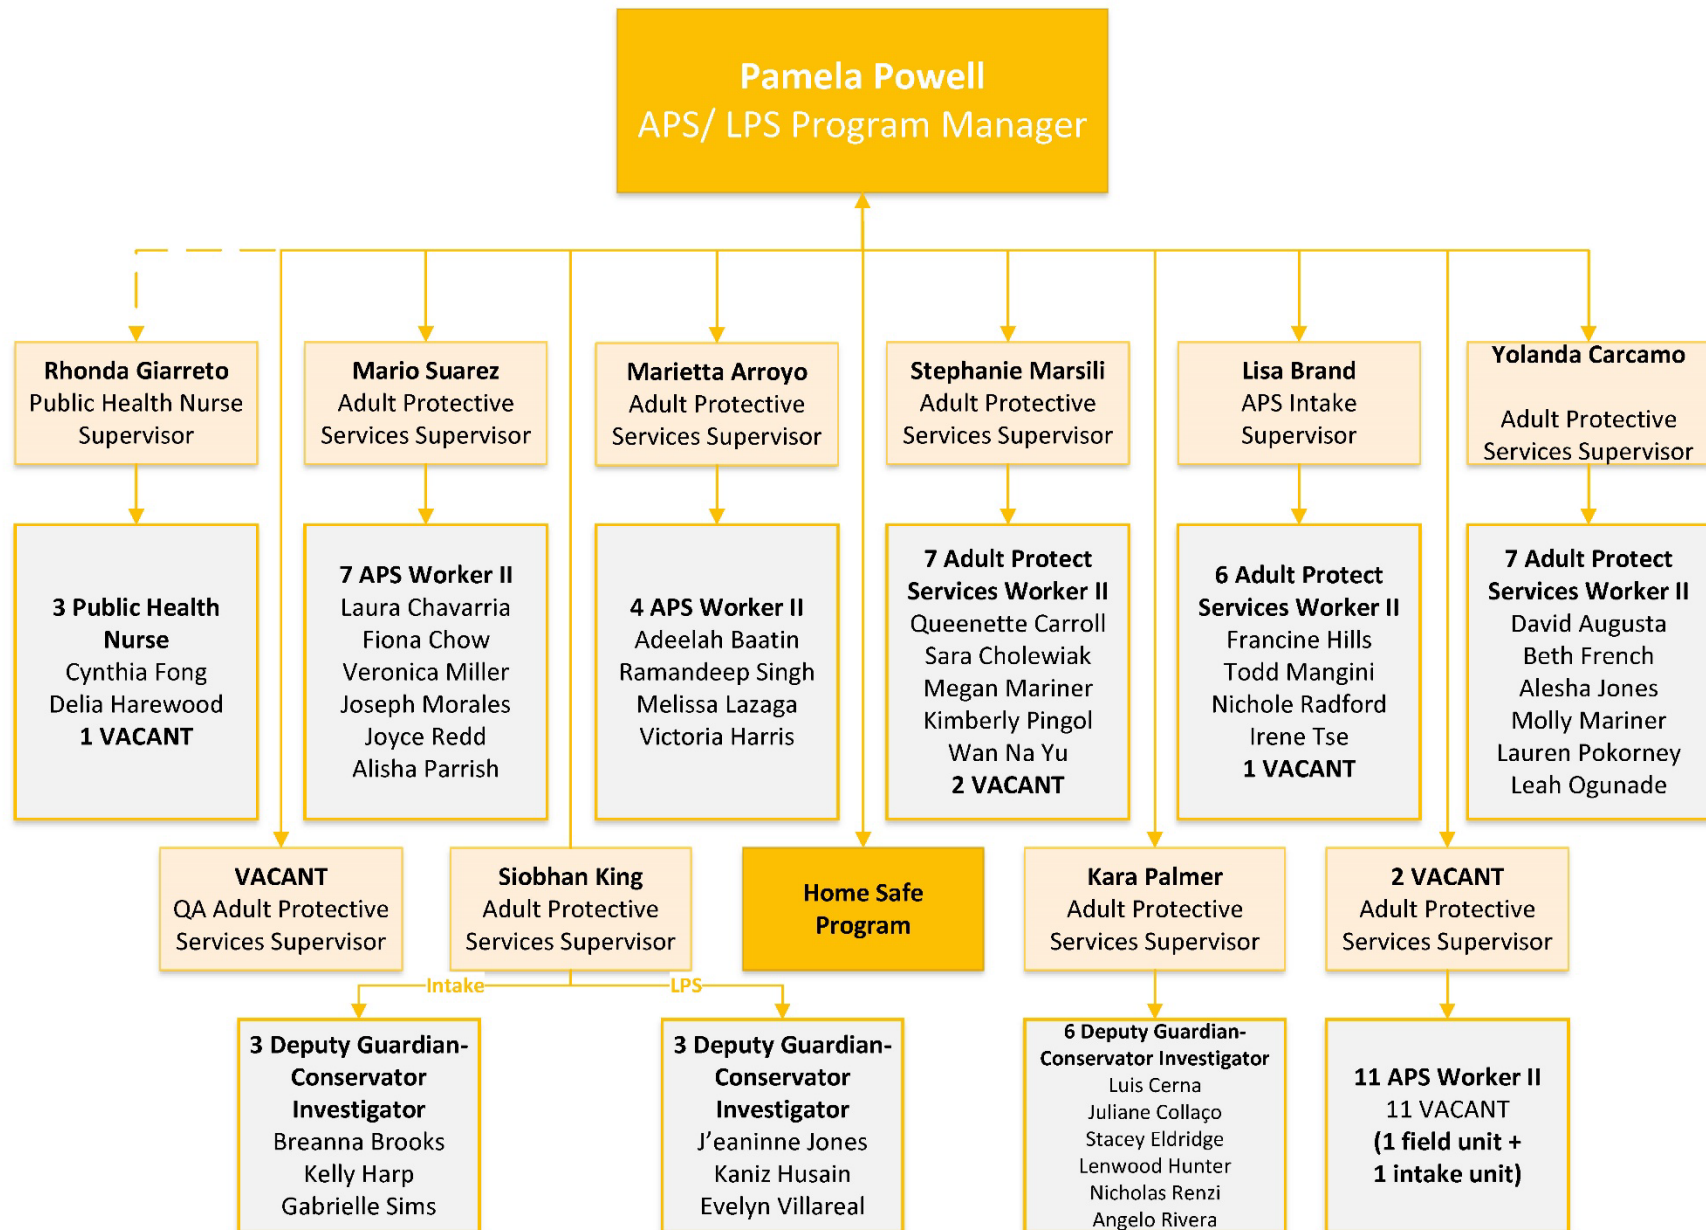 Pamela Powell
APS/ LPS Program Manager
Rhonda Giarreto
Public Health Nurse
Supervisor
Mario Suarez
Adult Protective
Services Supervisor
Marietta Arroyo
Adult Protective
Services Supervisor
Stephanie Marsili
Adult Protective
Services Supervisor
Lisa Brand
APS Intake
Supervisor
Yolanda Carcamo
Adult Protective
Services Supervisor
3 Public Health
Nurse
Cynthia Fong
Delia Harewood
1 VACANT
7 APS Worker II
Laura Chavarria
Fiona Chow
Veronica Miller
Joseph Morales
Joyce Redd
Alisha Parrish
4 APS Worker II
Adeelah Baatin
Ramandeep Singh
Melissa Lazaga
Victoria Harris
7 Adult Protect
Services Worker II
Queenette Carroll
Sara Cholewiak
Megan Mariner
Kimberly Pingol
Wan Na Yu
2 VACANT
6 Adult Protect
Services Worker II
Francine Hills
Todd Mangini
Nichole Radford
Irene Tse
1 VACANT
7 Adult Protect
Services Worker II
David Augusta
Beth French
Alesha Jones
Molly Mariner
Lauren Pokorney
Leah Ogunade
VACANT
QA Adult Protective
Services Supervisor
Siobhan King
Adult Protective
Services Supervisor
Home Safe
Program
Kara Palmer
Adult Protective
Services Supervisor
2 VACANT
Adult Protective
Services Supervisor
Intake
LPS
3 Deputy Guardian-
Conservator
Investigator
Breanna Brooks
Kelly Harp
Gabrielle Sims
3 Deputy Guardian-
Conservator
Investigator
J’eaninne Jones
Kaniz Husain
Evelyn Villareal
6 Deputy Guardian-
Conservator Investigator
Luis Cerna
Juliane Collaço
Stacey Eldridge
Lenwood Hunter
Nicholas Renzi
Angelo Rivera
11 APS Worker II
11 VACANT
(1 field unit +
1 intake unit)